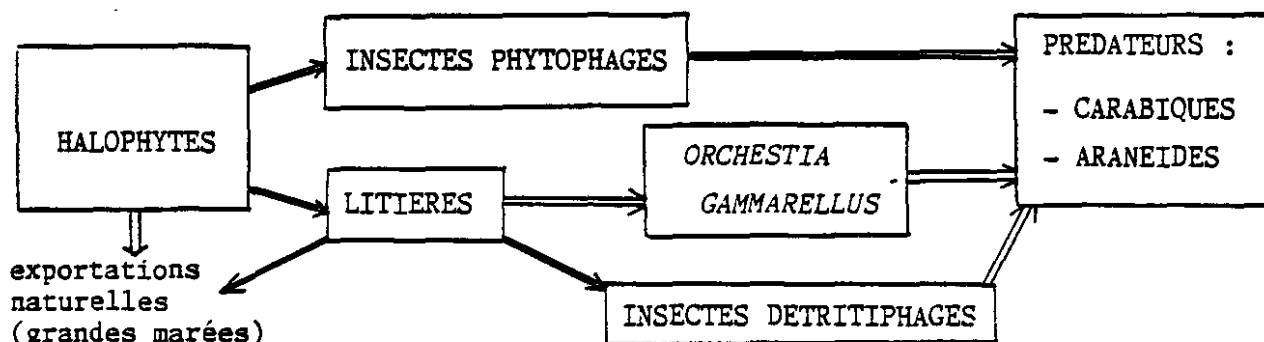 INSECTES PHYTOPHAGES
PREDATEURS :
- CARABIQUES
- ARANEIDES
HALOPHYTES
ORCHESTIA
GAMMARELLUS
LITIERES
exportations
naturelles
(grandes marées)
INSECTES DETRITIPHAGES